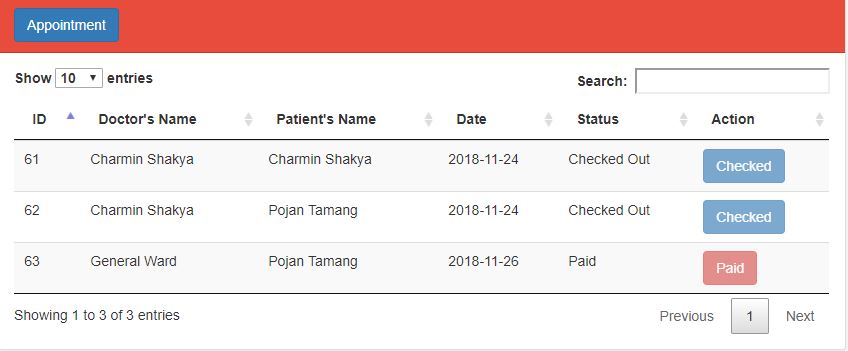 Appointment
Show 10 entries Search:
ID Doctor's Name Patient's Name Date Status Action
61 Charmin Shakya Charmin Shakya 2018-11-24 Checked Out Checked
62 Charmin Shakya Pojan Tamang 2018-11-24 Checked Out Checked
63 General Ward Pojan Tamang 2018-11-26 Paid Paid
Showing 1 to 3 of 3 entries Previous 1 Next